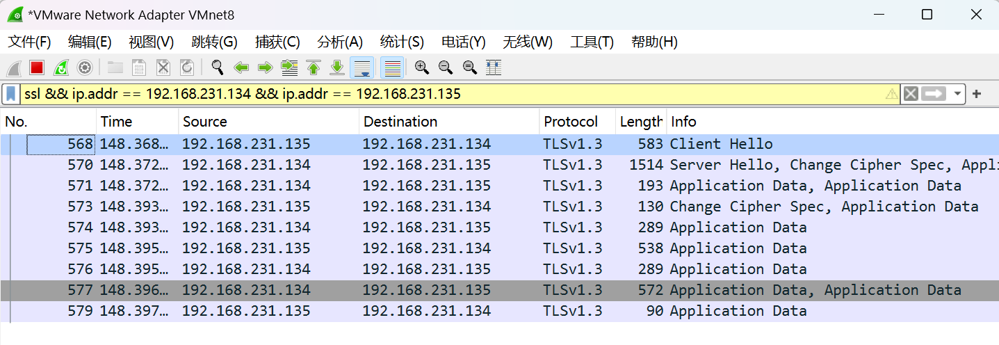 *VMware Network Adapter VMnet8
文件(F) 编辑(E) 视图(V) 跳转(G) 捕获(C) 分析(A) 统计(S) 电话(Y) 无线(W) 工具(T) 帮助(H)
ssl && ip.addr == 192.168.231.134 && ip.addr == 192.168.231.135
No. Time Source Destination Protocol Length Info
568 148.368… 192.168.231.135 192.168.231.134 TLSv1.3 583 Client Hello
570 148.372… 192.168.231.134 192.168.231.135 TLSv1.3 1514 Server Hello, Change Cipher Spec, Appli
571 148.372… 192.168.231.134 192.168.231.135 TLSv1.3 193 Application Data, Application Data
573 148.393… 192.168.231.135 192.168.231.134 TLSv1.3 130 Change Cipher Spec, Application Data
574 148.393… 192.168.231.134 192.168.231.135 TLSv1.3 289 Application Data
575 148.395… 192.168.231.135 192.168.231.134 TLSv1.3 538 Application Data
576 148.395… 192.168.231.134 192.168.231.135 TLSv1.3 289 Application Data
577 148.396… 192.168.231.134 192.168.231.135 TLSv1.3 572 Application Data, Application Data
579 148.397… 192.168.231.135 192.168.231.134 TLSv1.3 90 Application Data